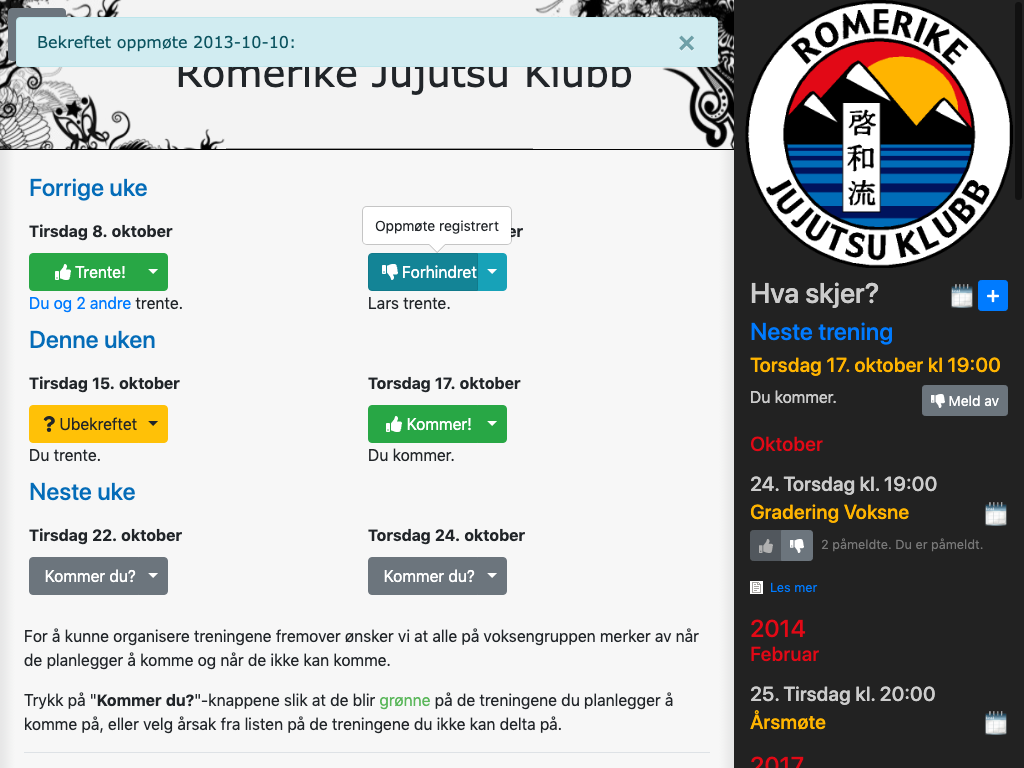 Bekreftet oppmøte 2013-10-10:
×
Romerike Jujutsu Klubb
Forrige uke
Tirsdag 8. oktober
Oppmøte registrert
er
Trente!
Forhindret
Du og 2 andre trente.
Lars trente.
Denne uken
Tirsdag 15. oktober
Torsdag 17. oktober
? Ubekreftet
Kommer!
Du trente.
Du kommer.
Neste uke
Tirsdag 22. oktober
Torsdag 24. oktober
Kommer du?
Kommer du?
For å kunne organisere treningene fremover ønsker vi at alle på voksengruppen merker av når
de planlegger å komme og når de ikke kan komme.
Trykk på "Kommer du?"-knappene slik at de blir grønne på de treningene du planlegger å
komme på, eller velg årsak fra listen på de treningene du ikke kan delta på.
ROMERIKE
啓和流
JUJUTSU KLUBB
Hva skjer?
+
Neste trening
Torsdag 17. oktober kl 19:00
Du kommer.
Meld av
Oktober
24. Torsdag kl. 19:00
Gradering Voksne
2 påmeldte. Du er påmeldt.
Les mer
2014
Februar
25. Tirsdag kl. 20:00
Årsmøte
2017